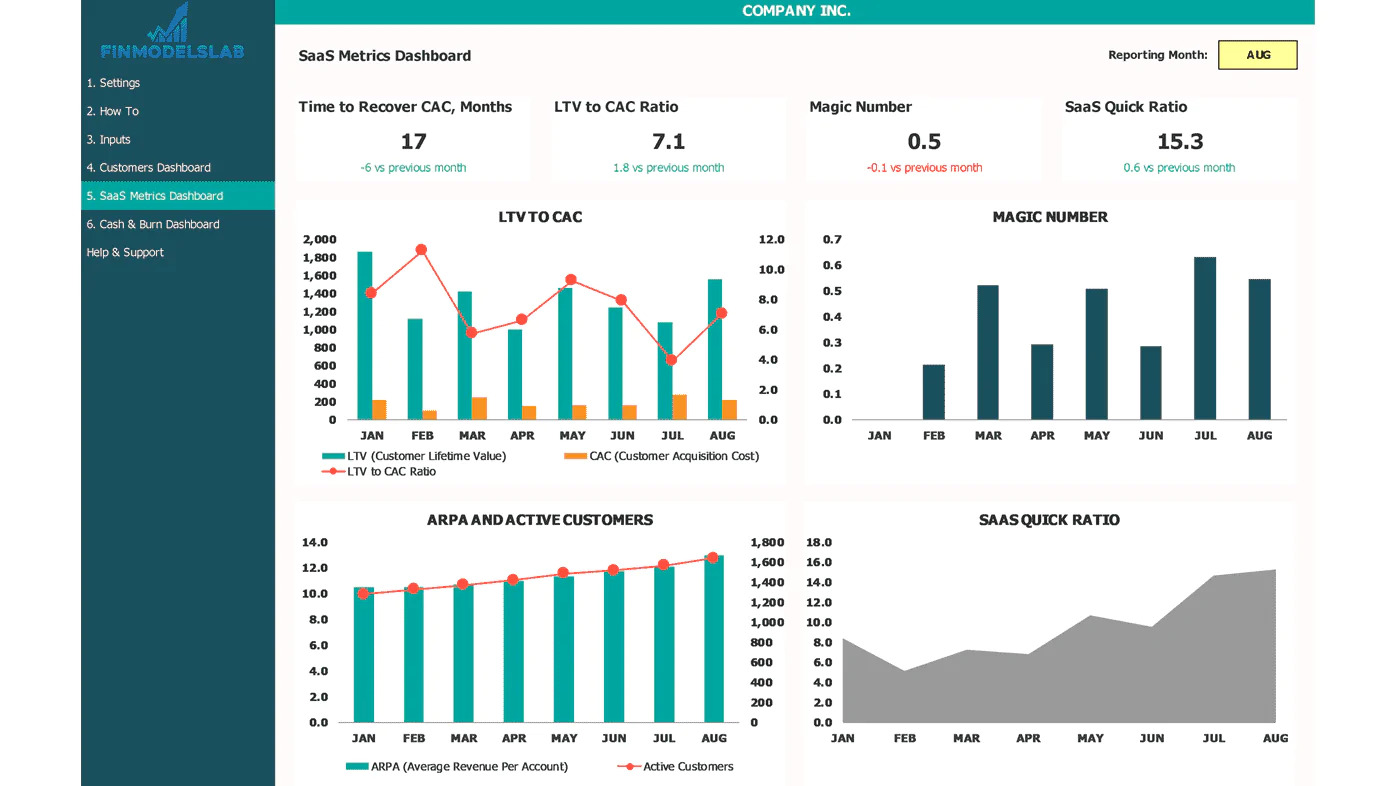 COMPANY INC.
FINMODELSLAB
1. Settings
2. How To
3. Inputs
4. Customers Dashboard
5. SaaS Metrics Dashboard
6. Cash & Burn Dashboard
Help & Support
SaaS Metrics Dashboard
Reporting Month: AUG
Time to Recover CAC, Months
17
-6 vs previous month
LTV to CAC Ratio
7.1
1.8 vs previous month
Magic Number
0.5
-0.1 vs previous month
SaaS Quick Ratio
15.3
0.6 vs previous month
LTV TO CAC
2,000
1,800
1,600
1,400
1,200
1,000
800
600
400
200
0
12.0
10.0
8.0
6.0
4.0
2.0
0.0
JAN FEB MAR APR MAY JUN JUL AUG
LTV (Customer Lifetime Value) CAC (Customer Acquisition Cost)
LTV to CAC Ratio
MAGIC NUMBER
0.7
0.6
0.5
0.4
0.3
0.2
0.1
0.0
JAN FEB MAR APR MAY JUN JUL AUG
ARPA AND ACTIVE CUSTOMERS
14.0
12.0
10.0
8.0
6.0
4.0
2.0
0.0
1,800
1,600
1,400
1,200
1,000
800
600
400
200
0
JAN FEB MAR APR MAY JUN JUL AUG
ARPA (Average Revenue Per Account) Active Customers
SAAS QUICK RATIO
18.0
16.0
14.0
12.0
10.0
8.0
6.0
4.0
2.0
0.0
JAN FEB MAR APR MAY JUN JUL AUG